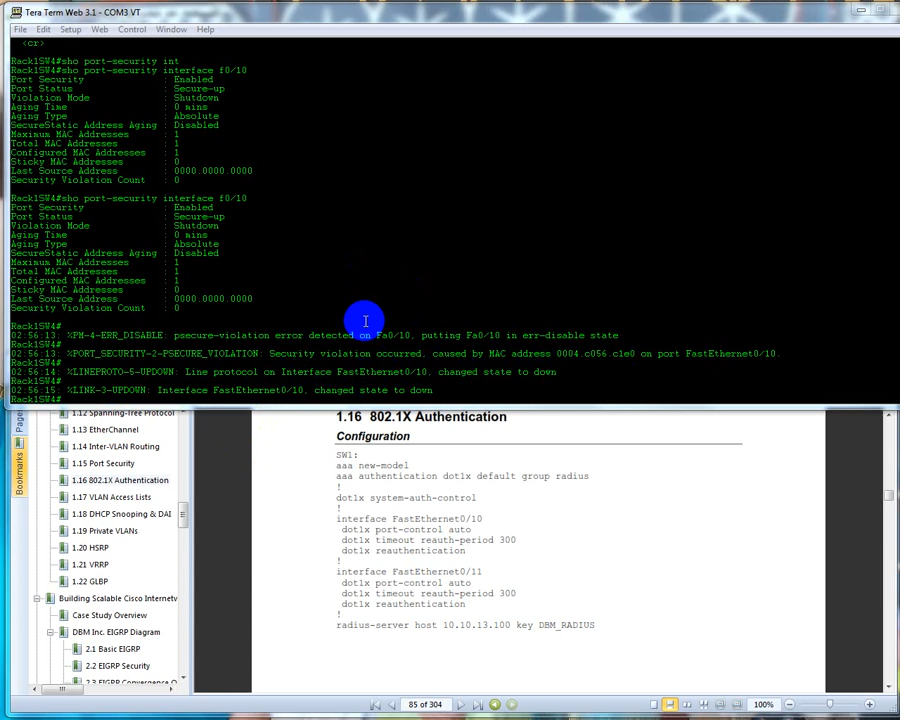 Tera Term Web 3.1 - COM3 VT
File Edit Setup Web Control Window Help
<cr>
Rack1SW4#sho port-security int
Rack1SW4#sho port-security interface f0/10
Port Security : Enabled
Port Status : Secure-up
Violation Mode : Shutdown
Aging Time : 0 mins
Aging Type : Absolute
SecureStatic Address Aging : Disabled
Maximum MAC Addresses : 1
Total MAC Addresses : 1
Configured MAC Addresses : 1
Sticky MAC Addresses : 0
Last Source Address : 0000.0000.0000
Security Violation Count : 0
Rack1SW4#sho port-security interface f0/10
Port Security : Enabled
Port Status : Secure-up
Violation Mode : Shutdown
Aging Time : 0 mins
Aging Type : Absolute
SecureStatic Address Aging : Disabled
Maximum MAC Addresses : 1
Total MAC Addresses : 1
Configured MAC Addresses : 1
Sticky MAC Addresses : 0
Last Source Address : 0000.0000.0000
Security Violation Count : 0
Rack1SW4#
02:56:13: %PM-4-ERR_DISABLE: psecure-violation error detected on Fa0/10, putting Fa0/10 in err-disable state
Rack1SW4#
02:56:13: %PORT_SECURITY-2-PSECURE_VIOLATION: Security violation occurred, caused by MAC address 0004.c056.c1e0 on port FastEthernet0/10.
Rack1SW4#
02:56:14: %LINEPROTO-5-UPDOWN: Line protocol on Interface FastEthernet0/10, changed state to down
Rack1SW4#
02:56:15: %LINK-3-UPDOWN: Interface FastEthernet0/10, changed state to down
Rack1SW4#
Bookmarks
1.12 Spanning-Tree Protocol
1.13 EtherChannel
1.14 Inter-VLAN Routing
1.15 Port Security
1.16 802.1X Authentication
1.17 VLAN Access Lists
1.18 DHCP Snooping & DAI
1.19 Private VLANs
1.20 HSRP
1.21 VRRP
1.22 GLBP
Building Scalable Cisco Internetw
Case Study Overview
DBM Inc. EIGRP Diagram
2.1 Basic EIGRP
2.2 EIGRP Security
2.3 EIGRP Convergence O
1.16 802.1X Authentication
Configuration
SW1:
aaa new-model
aaa authentication dot1x default group radius
!
dot1x system-auth-control
!
interface FastEthernet0/10
dot1x port-control auto
dot1x timeout reauth-period 300
dot1x reauthentication
!
interface FastEthernet0/11
dot1x port-control auto
dot1x timeout reauth-period 300
dot1x reauthentication
!
radius-server host 10.10.13.100 key DBM_RADIUS
85 of 304
100%